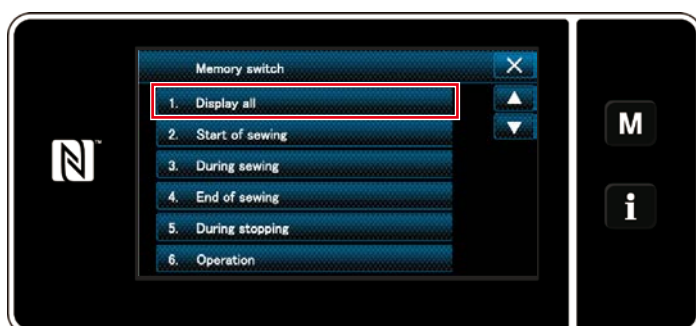 Memory switch
1. Display all
2. Start of sewing
3. During sewing
4. End of sewing
5. During stopping
6. Operation
N
M
i